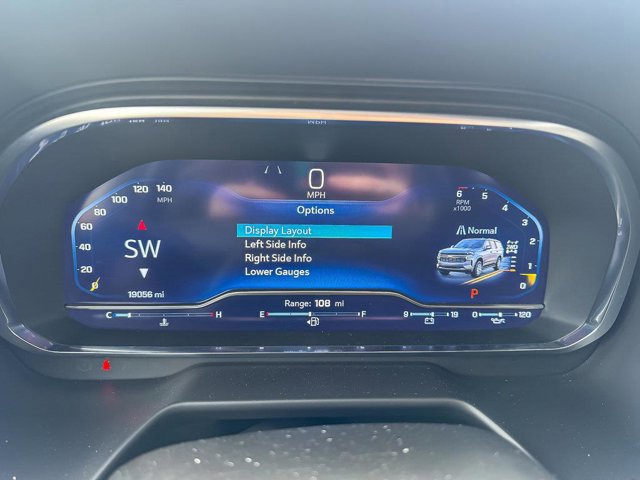 0
MPH
Options
Display Layout
Left Side Info
Right Side Info
Lower Gauges
0 20 40 60 80 100 120 140
MPH
SW
19056 mi
6 5 4 3 2 1 0
RPM
x1000
Normal
2WD
P
Range: 108 mi
C H E F 9 19 0 120